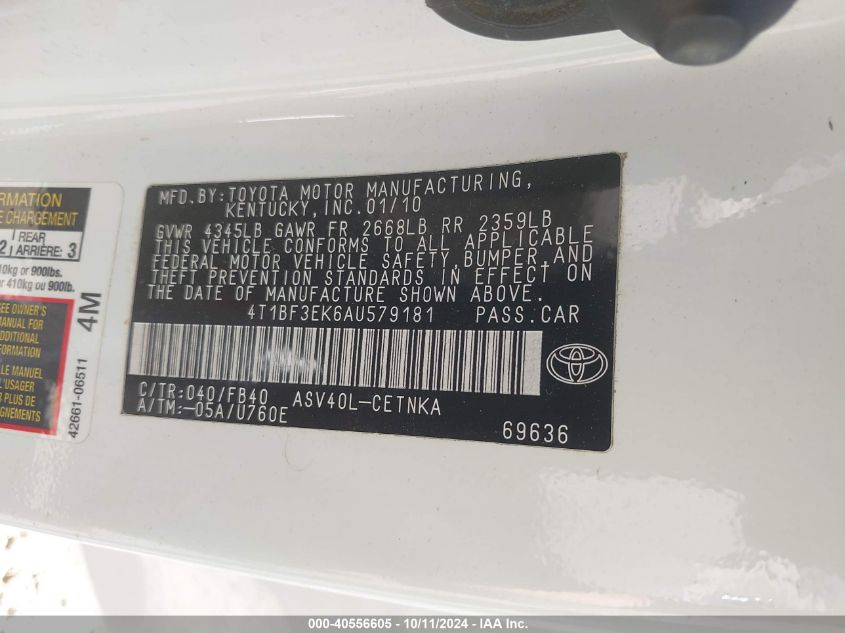 RMATION
E CHARGEMENT
2 REAR ARRIÈRE: 3
10kg or 900lbs.
r 410kg ou 900lb.
EE OWNER'S
MANUAL FOR
ADDITIONAL
FORMATION
LE MANUEL
L'USAGER
R PLUS DE
GNEMENTS
4M
42661-06511
MFD.BY:TOYOTA MOTOR MANUFACTURING,
KENTUCKY,INC.01/10
GVWR 4345LB GAWR FR 2668LB RR 2359LB
THIS VEHICLE CONFORMS TO ALL APPLICABLE
FEDERAL MOTOR VEHICLE SAFETY,BUMPER,AND
THEFT PREVENTION STANDARDS IN EFFECT ON
THE DATE OF MANUFACTURE SHOWN ABOVE.
4T1BF3EK6AU579181 PASS.CAR
C/TR:040/FB40 ASV40L-CETNKA
A/TM:-05A/U760E
69636
000-40556605 - 10/11/2024 - IAA Inc.